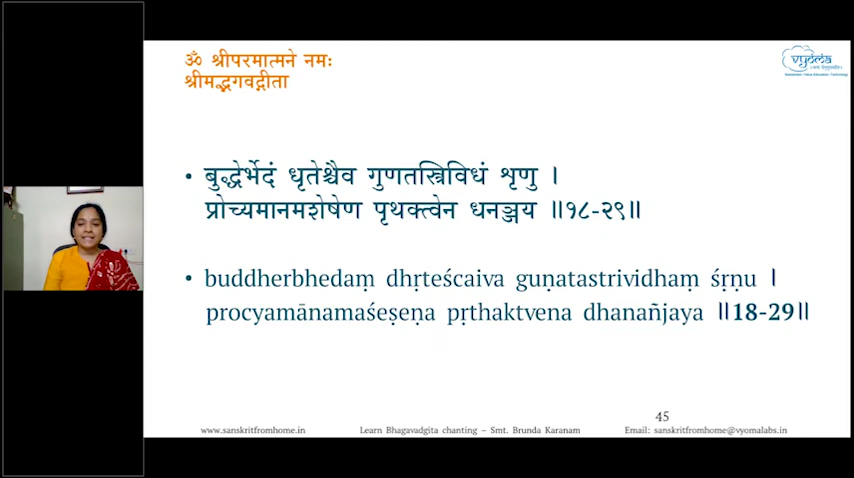 ॐ श्रीपरमात्मने नमः
श्रीमद्भगवद्गीता
vyoma
• बुद्धेर्भेदं धृतेश्चैव गुणतस्त्रिविधं शृणु ।
प्रोच्यमानमशेषेण पृथक्त्वेन धनञ्जय ॥१८-२९॥
• buddherbhedaṃ dhṛteścaiva guṇatastrividhaṃ śṛṇu ।
procyamānamaśeṣeṇa pṛthaktvena dhanañjaya ॥18-29॥
45
www.sanskritfromhome.in Learn Bhagavadgita chanting – Smt. Brunda Karanam Email: sanskritfromhome@vyomalabs.in